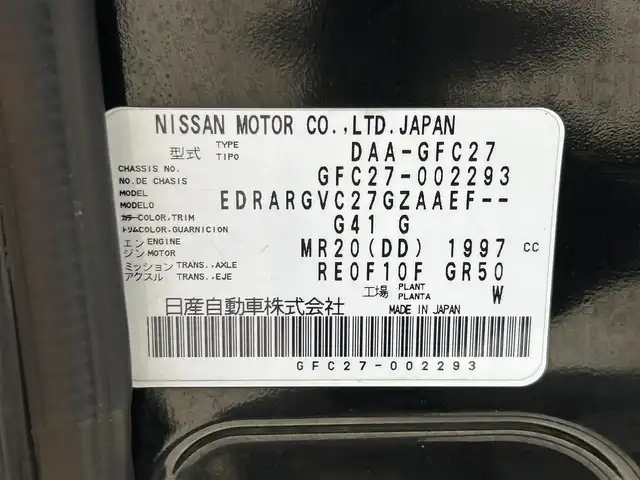 NISSAN MOTOR CO.,LTD.JAPAN
型式 TYPE TIPO DAA-GFC27
CHASSIS NO. NO.DE CHASIS GFC27-002293
MODEL MODELO EDRARGVC27GZAAEF--
カラー COLOR,TRIM トリム COLOR,GUARNICION G41 G
エンジン ENGINE MOTOR MR20(DD) 1997 CC
ミッション TRANS.,AXLE アクスル TRANS.,EJE RE0F10F GR50
工場 PLANT PLANTA W
日産自動車株式会社 MADE IN JAPAN
GFC27-002293